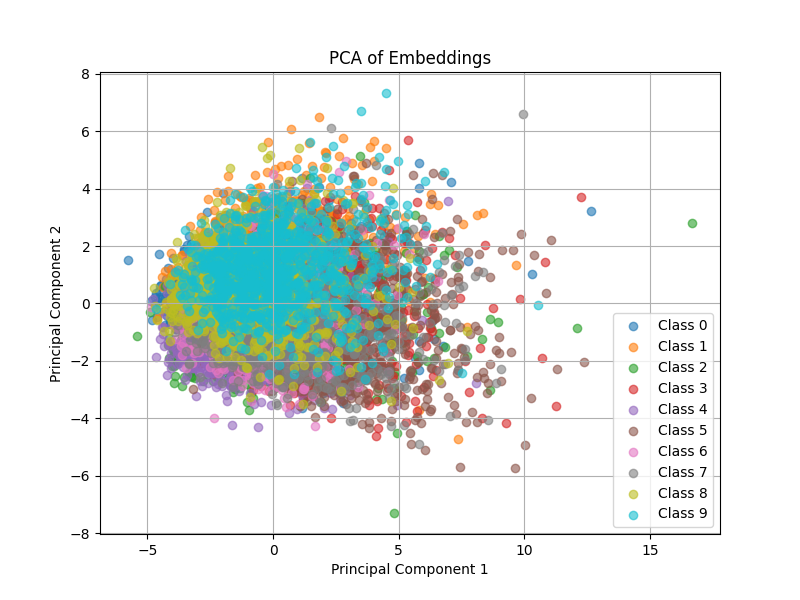 PCA of Embeddings
8
6
4
2
0
−2
−4
−6
−8
Principal Component 2
−5
0
5
10
15
Principal Component 1
Class 0
Class 1
Class 2
Class 3
Class 4
Class 5
Class 6
Class 7
Class 8
Class 9